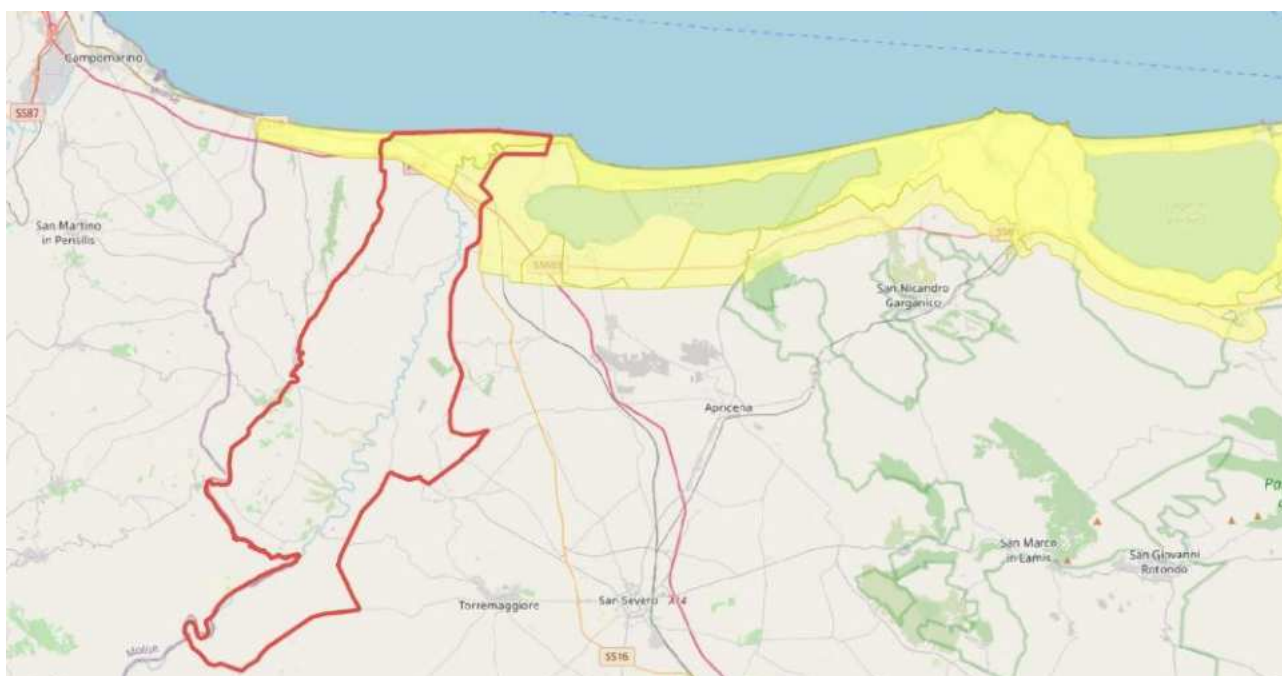 Campomarino
SS87
San Martino
in Pensilis
San Nicandro
Garganico
Apricena
San Marco
in Lamis
San Giovanni
Rotondo
Torremaggiore
San Severo
A14
SS16
Pa